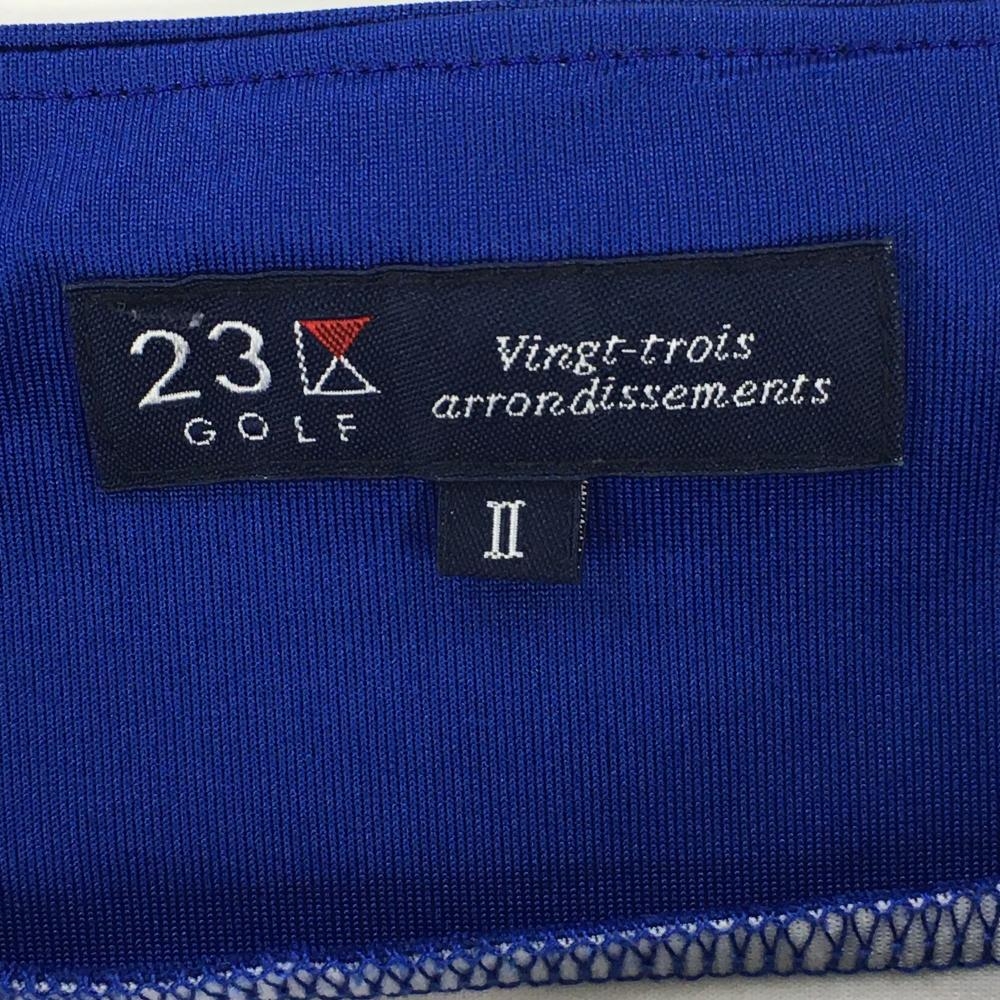 23
GOLF
Vingt-trois
arrondissements
II